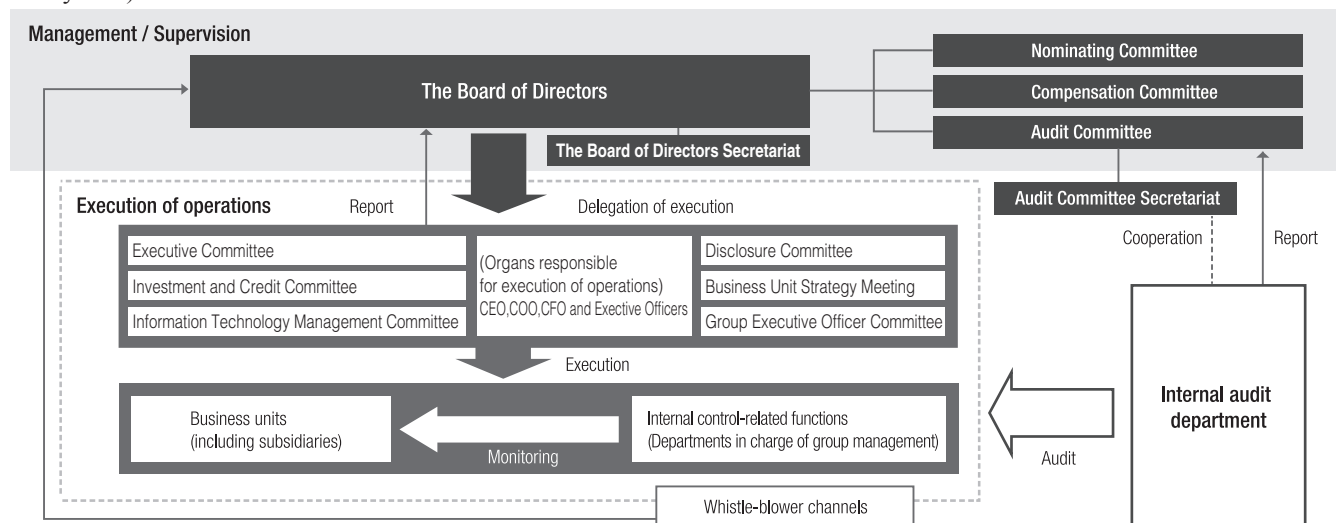 Management / Supervision
The Board of Directors
The Board of Directors Secretariat
Nominating Committee
Compensation Committee
Audit Committee
Audit Committee Secretariat
Execution of operations
Report
Delegation of execution
Cooperation
Report
Executive Committee
Investment and Credit Committee
Information Technology Management Committee
(Organs responsible
for execution of operations)
CEO,COO,CFO and Exective Officers
Disclosure Committee
Business Unit Strategy Meeting
Group Executive Officer Committee
Execution
Business units
(including subsidiaries)
Monitoring
Internal control-related functions
(Departments in charge of group management)
Audit
Internal audit
department
Whistle-blower channels